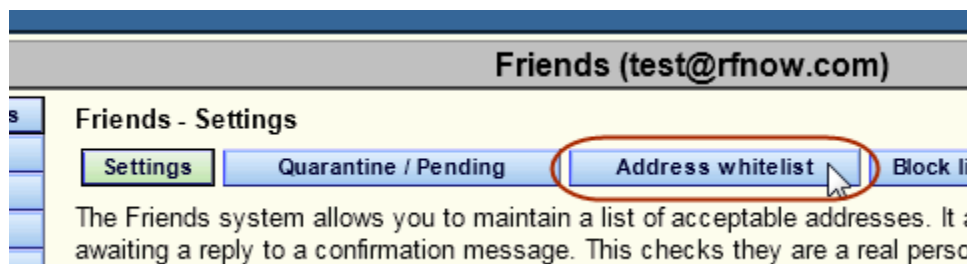 Friends (test@rfnow.com)
Friends - Settings
Settings Quarantine / Pending Address whitelist Block
The Friends system allows you to maintain a list of acceptable addresses. It
awaiting a reply to a confirmation message. This checks they are a real